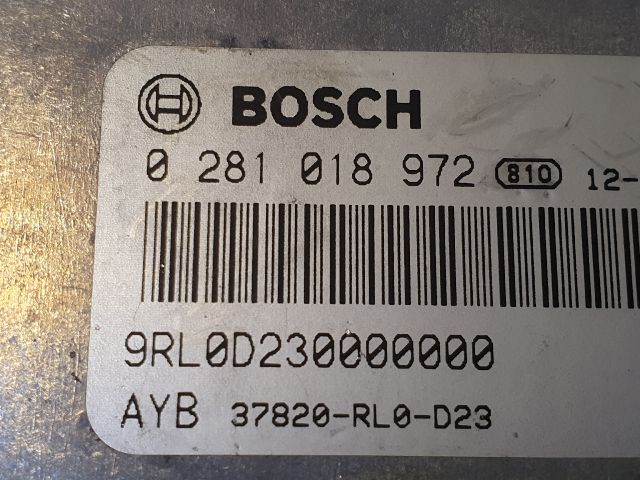 BOSCH
0 281 018 972 810 12-
9RL0D230000000
AYB 37820-RL0-D23